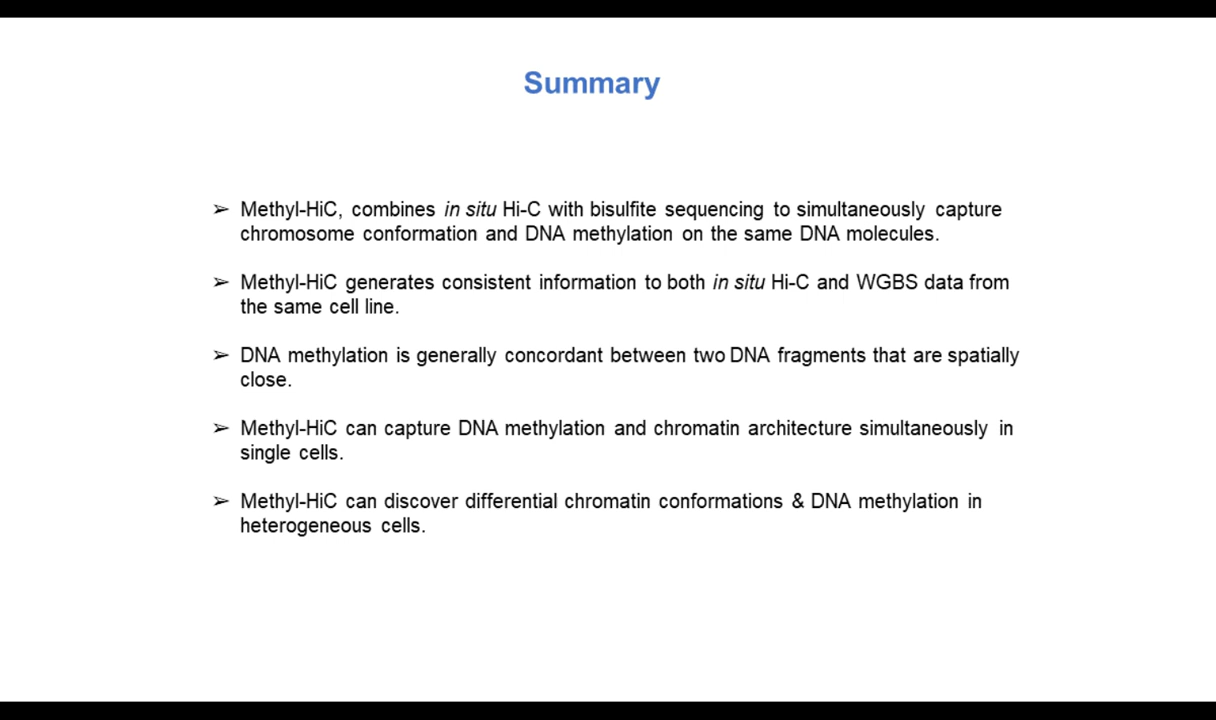 Summary
➢ Methyl-HiC, combines in situ Hi-C with bisulfite sequencing to simultaneously capture
chromosome conformation and DNA methylation on the same DNA molecules.
➢ Methyl-HiC generates consistent information to both in situ Hi-C and WGBS data from
the same cell line.
➢ DNA methylation is generally concordant between two DNA fragments that are spatially
close.
➢ Methyl-HiC can capture DNA methylation and chromatin architecture simultaneously in
single cells.
➢ Methyl-HiC can discover differential chromatin conformations & DNA methylation in
heterogeneous cells.